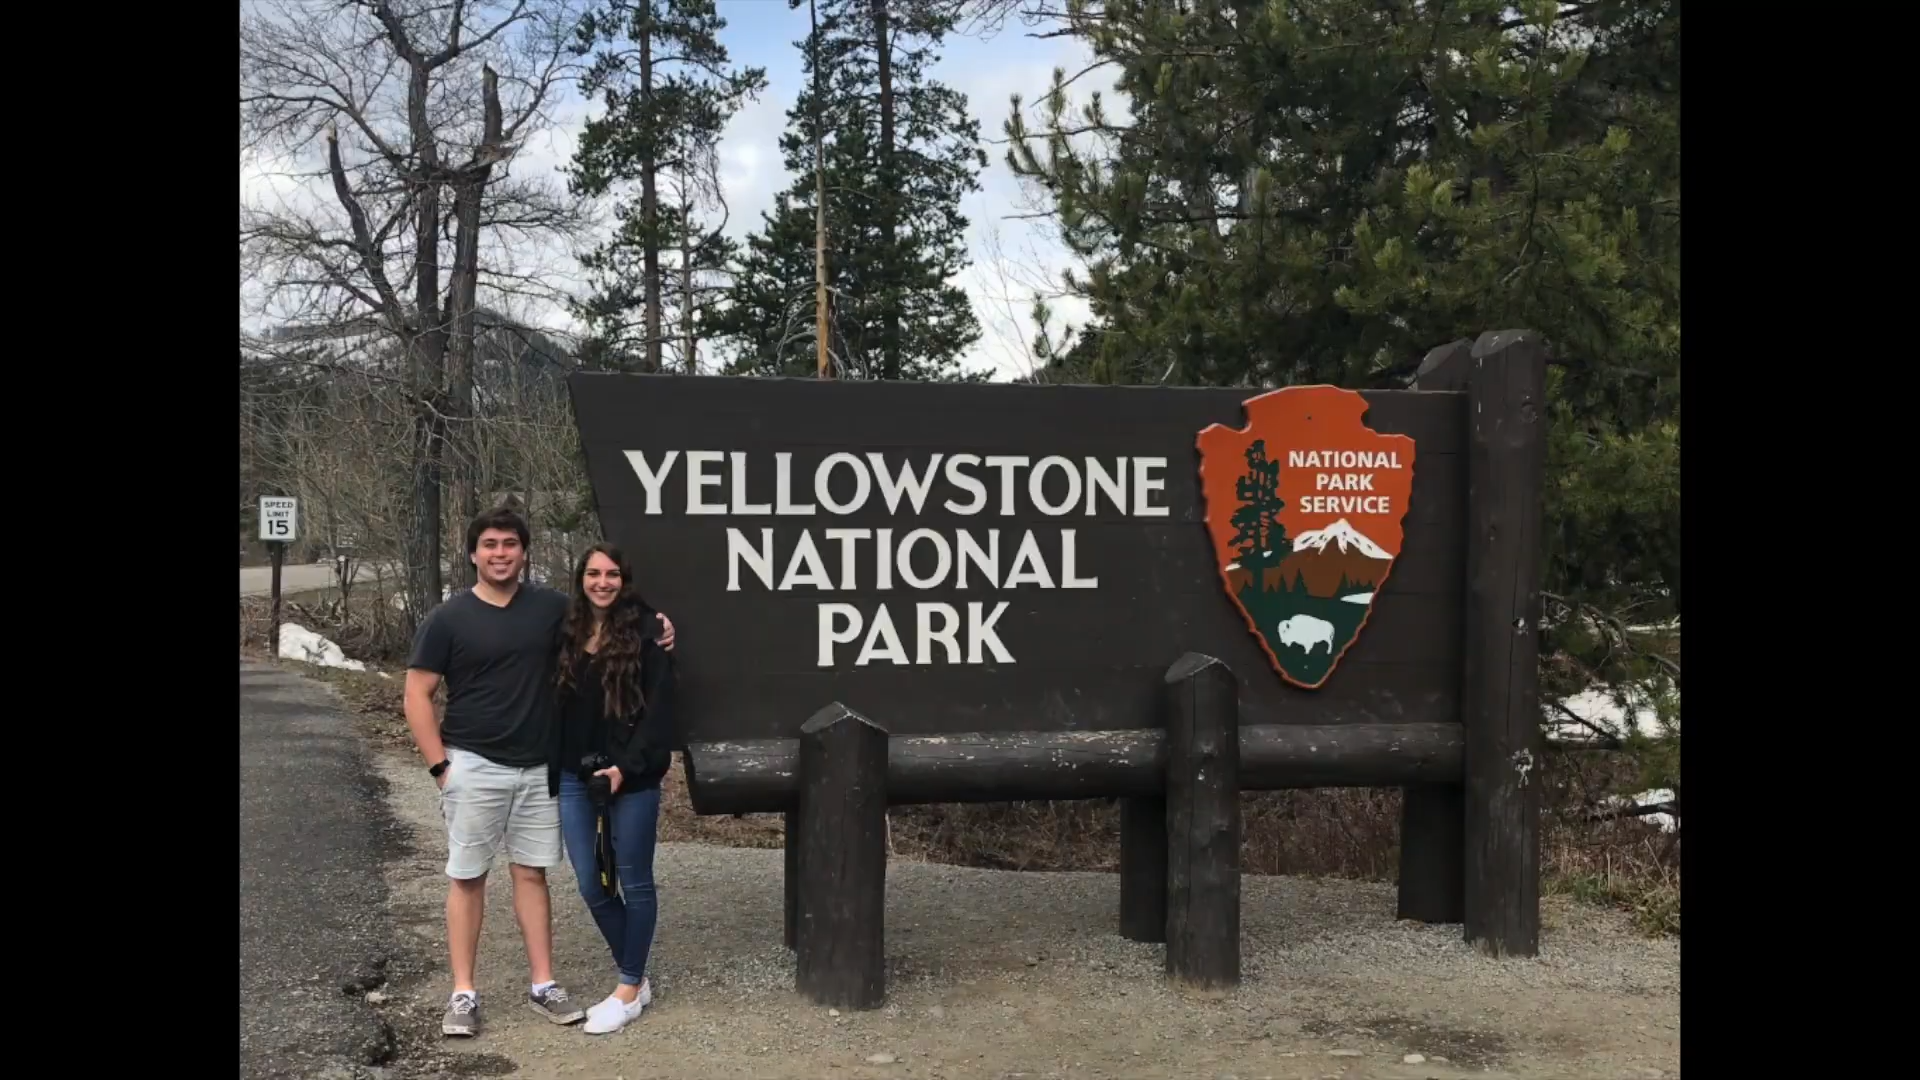 YELLOWSTONE
NATIONAL
PARK
NATIONAL
PARK
SERVICE
SPEED
LIMIT
15